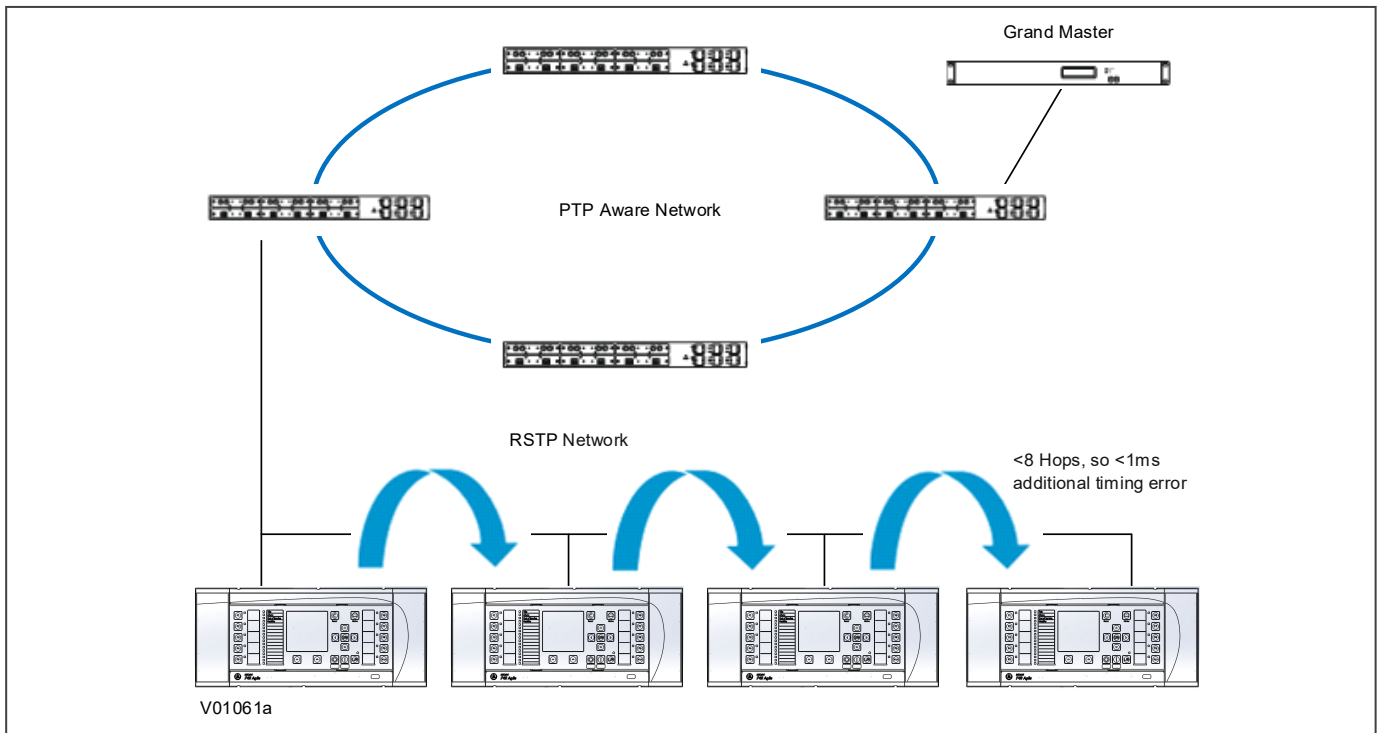 Grand Master
PTP Aware Network
RSTP Network
<8 Hops, so <1ms
additional timing error
V01061a